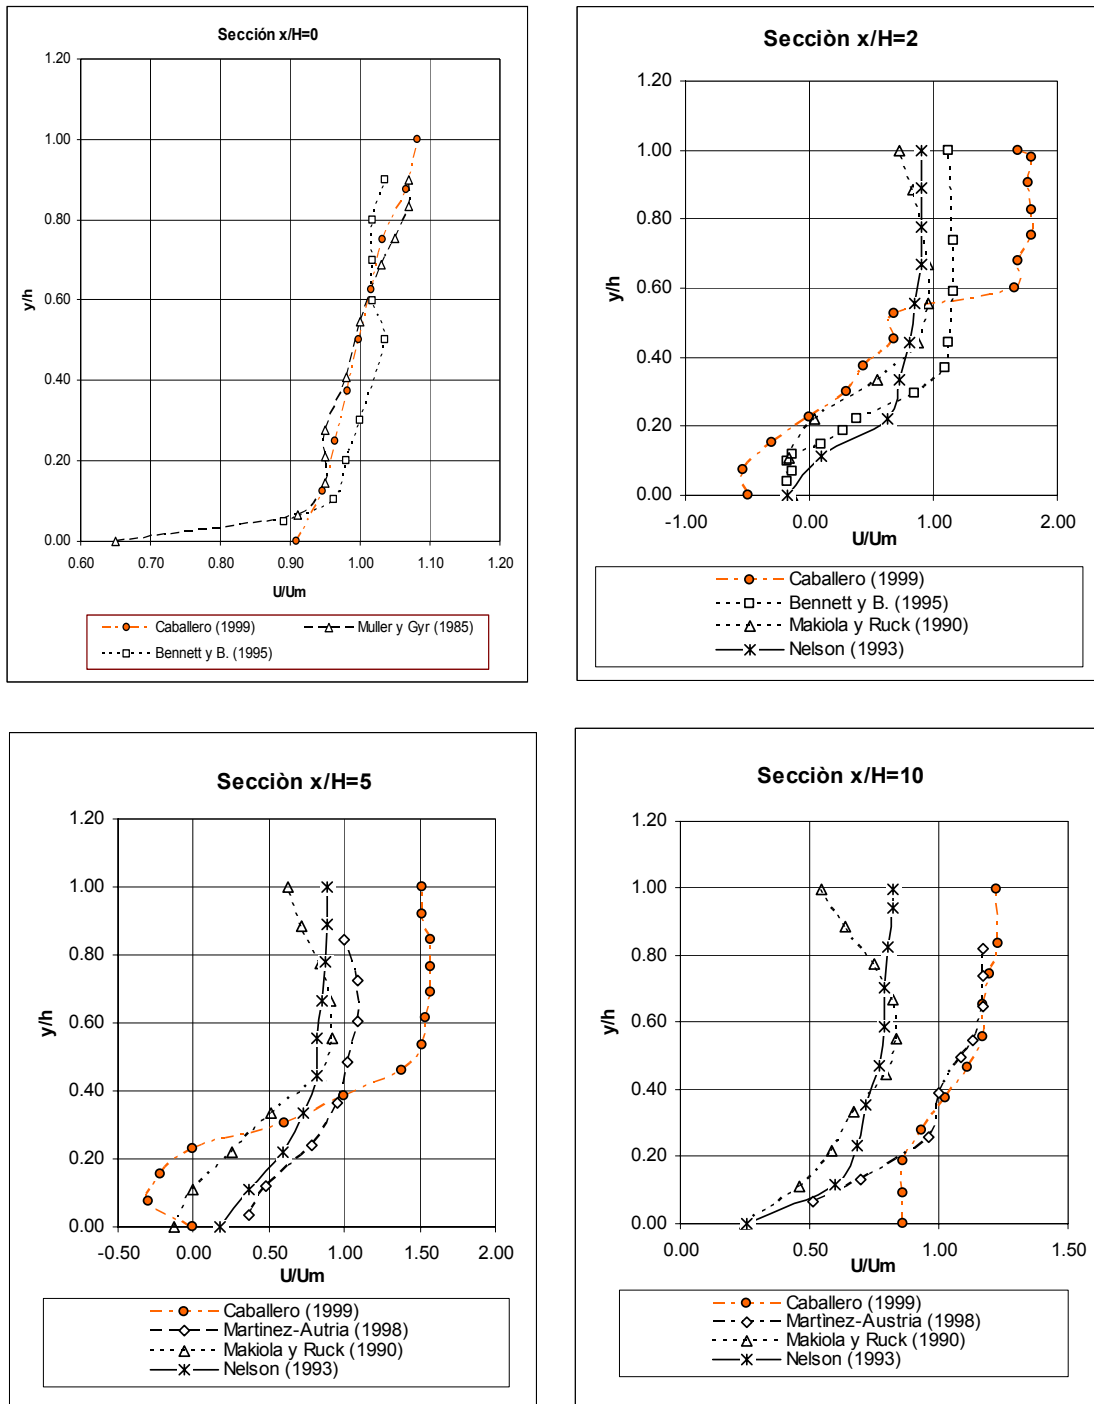 Sección x/H=0
1.20
1.00
0.80
0.60
0.40
0.20
0.00
y/h
0.60 0.70 0.80 0.90 1.00 1.10 1.20
U/Um
Caballero (1999) Muller y Gyr (1985)
Bennett y B. (1995)
Secciòn x/H=2
1.20
1.00
0.80
0.60
0.40
0.20
0.00
y/h
-1.00 0.00 1.00 2.00
U/Um
Caballero (1999)
Bennett y B. (1995)
Makiola y Ruck (1990)
Nelson (1993)
Secciòn x/H=5
1.20
1.00
0.80
0.60
0.40
0.20
0.00
y/h
-0.50 0.00 0.50 1.00 1.50 2.00
U/Um
Caballero (1999)
Martinez-Autria (1998)
Makiola y Ruck (1990)
Nelson (1993)
Secciòn x/H=10
1.20
1.00
0.80
0.60
0.40
0.20
0.00
y/h
0.00 0.50 1.00 1.50
U/Um
Caballero (1999)
Martìnez-Austria (1998)
Makiola y Ruck (1990)
Nelson (1993)